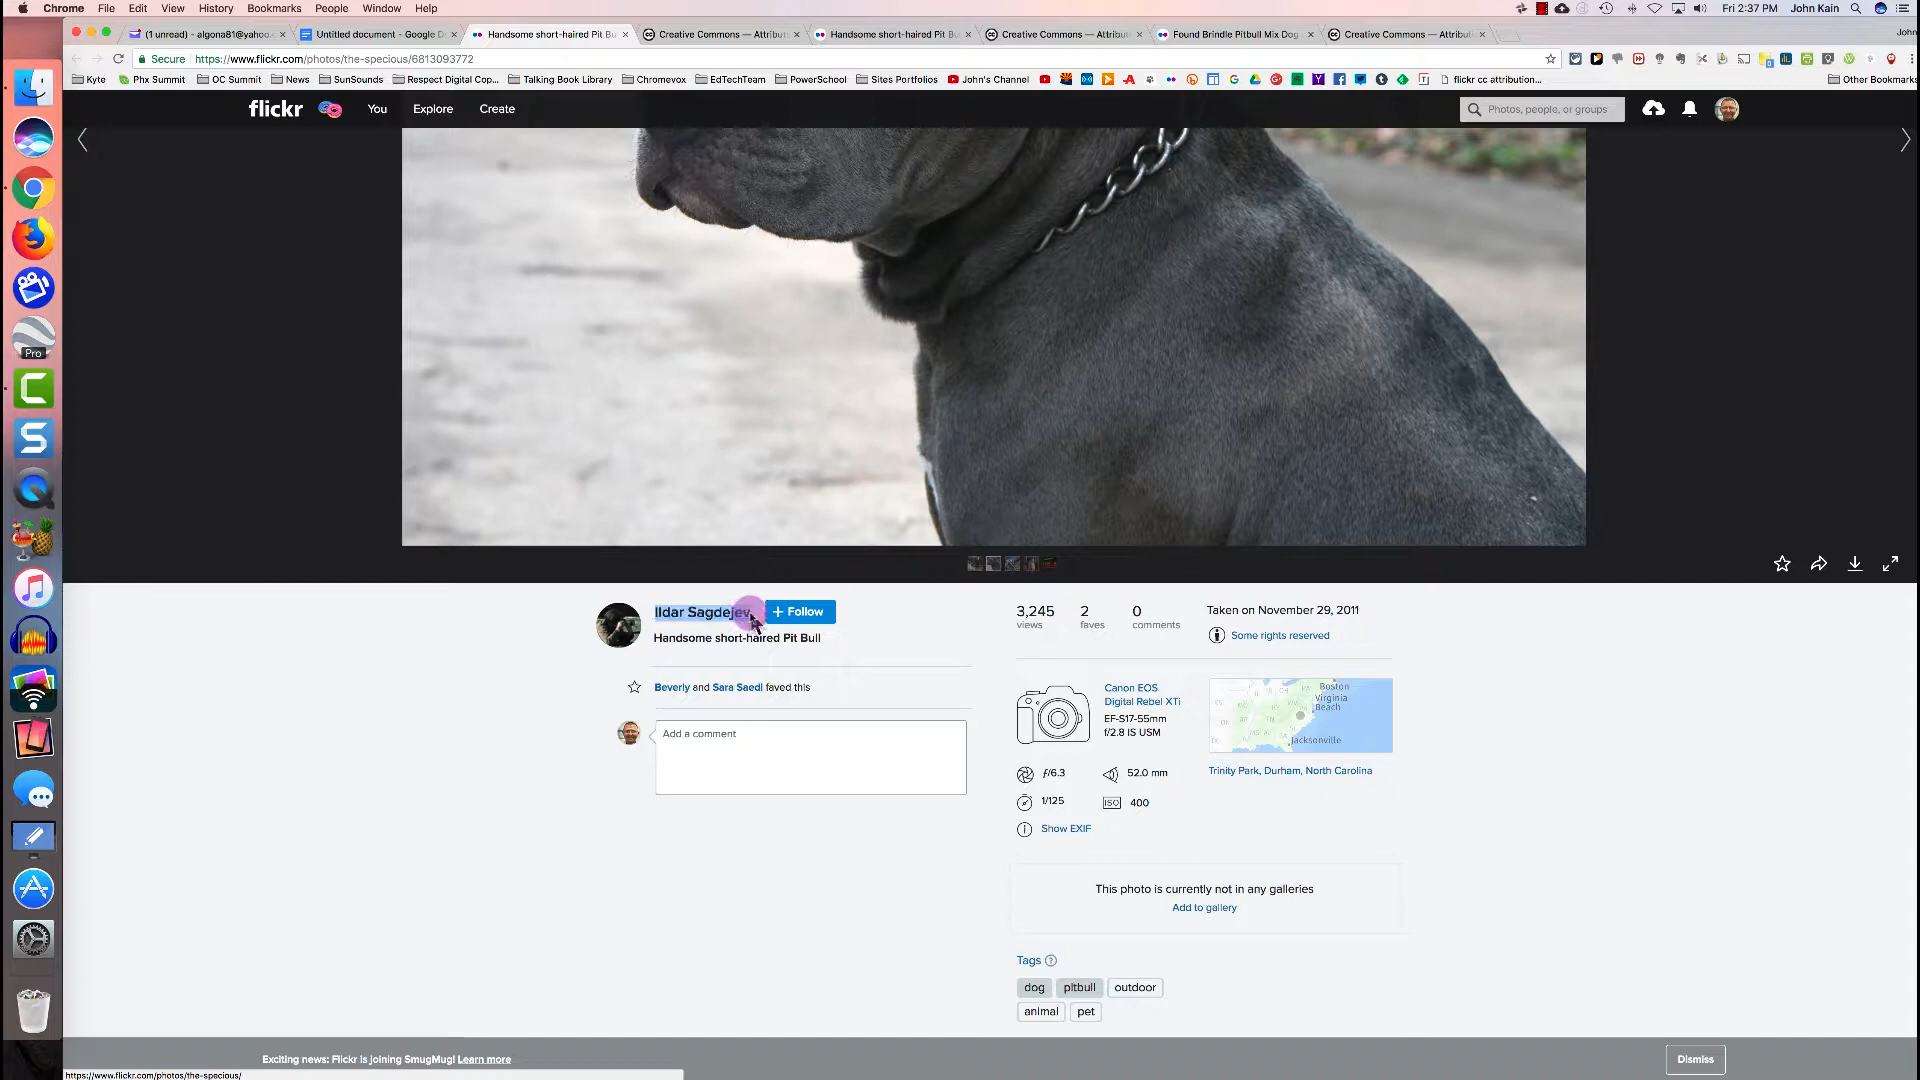 Chrome File Edit View History Bookmarks People Window Help Fri 2:37 PM John Kain
(1 unread) - algona81@yahoo. Untitled document - Google D Handsome short-haired Pit Bul Creative Commons — Attributi Handsome short-haired Pit Bul Creative Commons — Attributi Found Brindle Pitbull Mix Dog Creative Commons — Attributi John
Secure https://www.flickr.com/photos/the-specious/6813093772
Kyte Phx Summit OC Summit News SunSounds Respect Digital Cop... Talking Book Library Chromevox EdTechTeam PowerSchool Sites Portfolios John's Channel flickr cc attribution... Other Bookmarks
flickr You Explore Create Photos, people, or groups
Pro
Ildar Sagdejev + Follow
Handsome short-haired Pit Bull
Beverly and Sara Saedi faved this
Add a comment
3,245 2 0
views faves comments
Taken on November 29, 2011
Some rights reserved
Canon EOS
Digital Rebel XTi
EF-S17-55mm
f/2.8 IS USM
ƒ/6.3 52.0 mm
1/125 ISO 400
Show EXIF
Boston
Virginia
Beach
Jacksonville
Trinity Park, Durham, North Carolina
This photo is currently not in any galleries
Add to gallery
Tags
dog pitbull outdoor
animal pet
Exciting news: Flickr is joining SmugMug! Learn more Dismiss
https://www.flickr.com/photos/the-specious/